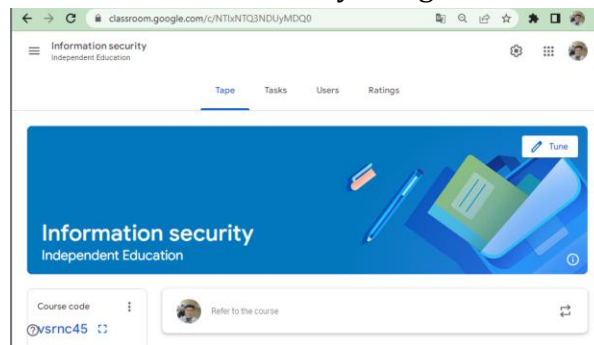 classroom.google.com/c/NTIxNTQ3NDUyMDQ0
Information security
Independent Education
Tape Tasks Users Ratings
Tune
Information security
Independent Education
Course code
Refer to the course
vsrnc45